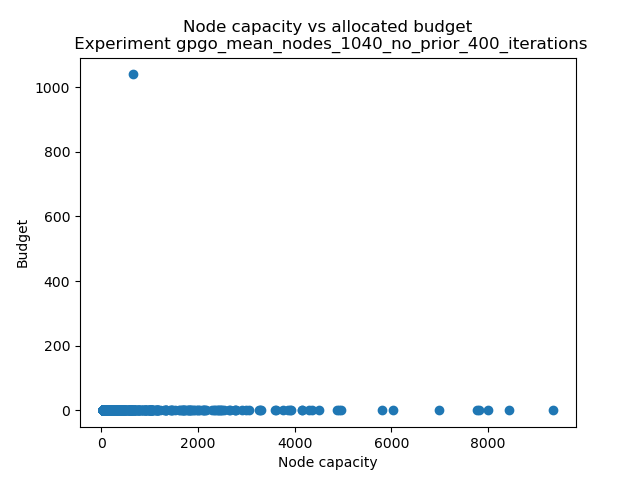 Node capacity vs allocated budget
Experiment gpgo_mean_nodes_1040_no_prior_400_iterations
1000
800
600
400
200
0
Budget
0 2000 4000 6000 8000
Node capacity